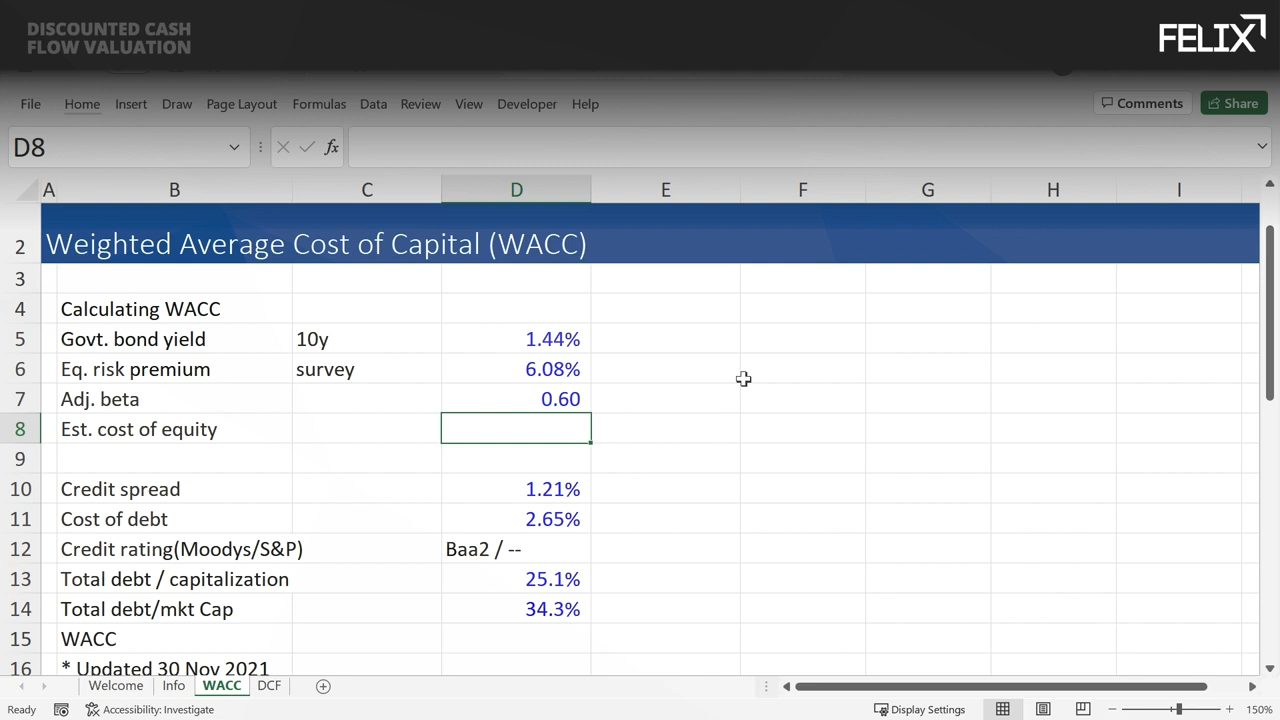 DISCOUNTED CASH
FLOW VALUATION
FELIX
File Home Insert Draw Page Layout Formulas Data Review View Developer Help Comments Share
D8 fx
A B C D E F G H I
2 Weighted Average Cost of Capital (WACC)
3
4 Calculating WACC
5 Govt. bond yield 10y 1.44%
6 Eq. risk premium survey 6.08%
7 Adj. beta 0.60
8 Est. cost of equity
9
10 Credit spread 1.21%
11 Cost of debt 2.65%
12 Credit rating(Moodys/S&P) Baa2 / --
13 Total debt / capitalization 25.1%
14 Total debt/mkt Cap 34.3%
15 WACC
16 * Updated 30 Nov 2021
Welcome Info WACC DCF
Ready Accessibility: Investigate Display Settings 150%